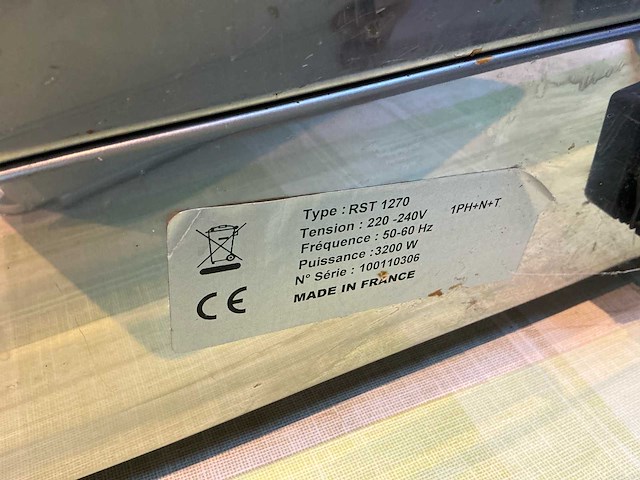 Type : RST 1270
Tension : 220 -240V 1PH+N+T
Fréquence : 50-60 Hz
Puissance : 3200 W
N° Série : 100110306
MADE IN FRANCE
CE